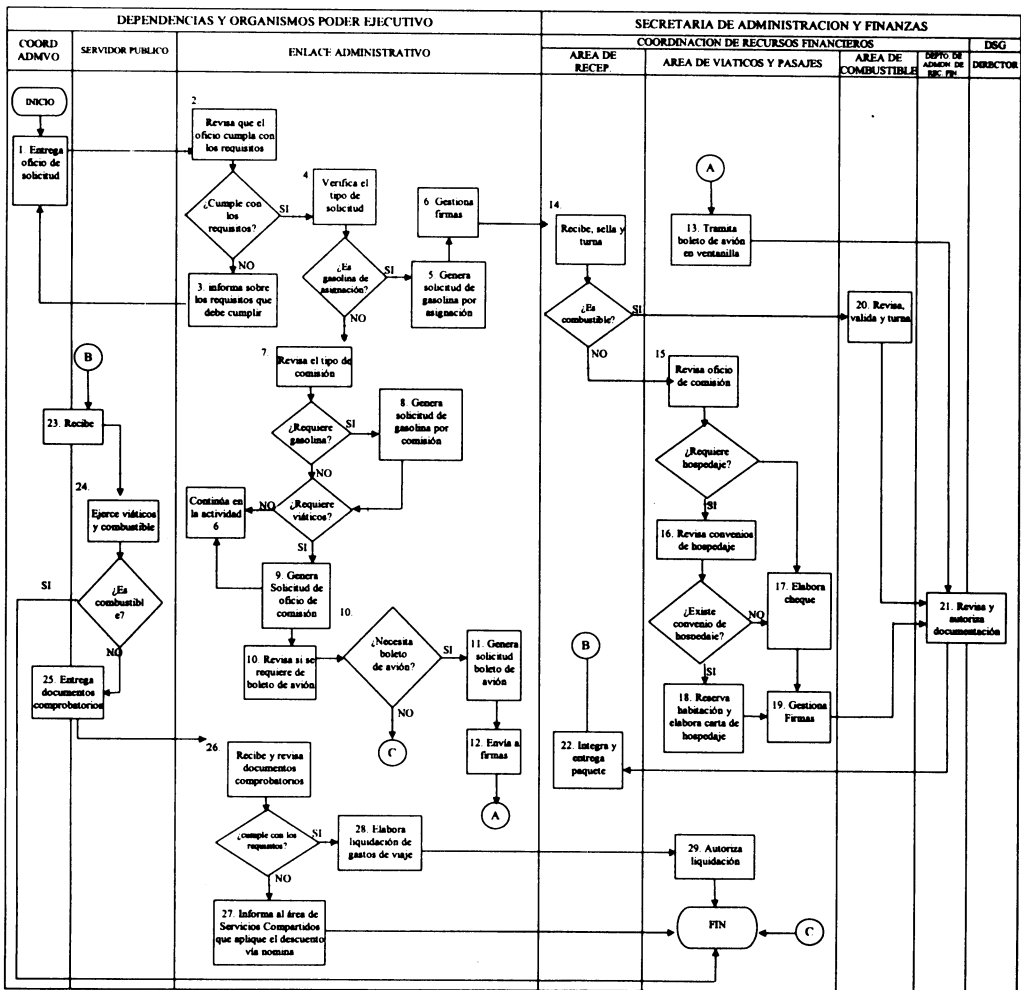 DEPENDENCIAS Y ORGANISMOS PODER EJECUTIVO
SECRETARIA DE ADMINISTRACION Y FINANZAS
COORD
ADMVO
SERVIDOR PUBLICO
ENLACE ADMINISTRATIVO
COORDINACION DE RECURSOS FINANCIEROS
DSG
AREA DE
RECEP.
AREA DE VIATICOS Y PASAJES
AREA DE
COMBUSTIBLE
DEPTO. DE
ADMON DE
REC. FIN
DIRECTOR
INICIO
1. Entrega
oficio de
solicitud
2
Revisa que el
oficio cumpla con
los requisitos
¿Cumple con
los
requisitos?
SI
NO
3. informa sobre
los requisitos que
debe cumplir
4
Verifica el
tipo de
solicitud
¿Es
gasolina de
asignación?
SI
NO
5 Genera
solicitud de
gasolina por
asignación
6 Gestiona
firmas
7
Revisa el tipo de
comisión
¿Requiere
gasolina?
SI
NO
8. Genera
solicitud de
gasolina por
comisión
¿Requiere
viáticos?
NO
SI
Continúa en
la actividad
6
9. Genera
Solicitud de
oficio de
comisión
10.
10. Revisa si se
requiere de
boleto de avión
¿Necesita
boleto
de avión?
SI
NO
C
11. Genera
solicitud
boleto de
avión
12. Envía a
firmas
A
A
13. Tramita
boleto de avión
en ventanilla
14.
Recibe, sella y
turna
¿Es
combustible?
SI
NO
15
Revisa oficio
de comisión
¿Requiere
hospedaje?
SI
16. Revisa convenios
de hospedaje
¿Existe
convenio de
hospedaje?
NO
SI
17. Elabora
cheque
18. Reserva
habitación y
elabora carta de
hospedaje
19. Gestiona
Firmas
20. Revisa,
valida y turna
21. Revisa y
autoriza
documentación
B
22. Integra y
entrega
paquete
B
23. Recibe
24.
Ejerce viáticos
y combustible
¿Es
combustibl
e?
SI
NO
25. Entrega
documentos
comprobatorios
26.
Recibe y revisa
documentos
comprobatorios
¿cumple con los
requisitos?
SI
NO
27. Informa al área de
Servicios Compartidos
que aplique el descuento
vía nomina
28. Elabora
liquidación de
gastos de viaje
29. Autoriza
liquidación
FIN
C